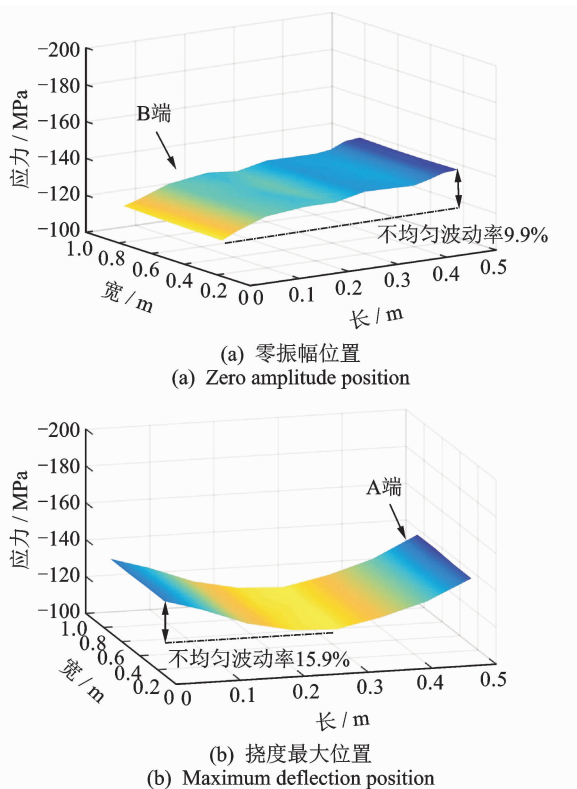 -200
-180
-160
-140
-120
-100
应力 / MPa
B端
不均匀波动率9.9%
1.0
0.8
0.6
0.4
0.2
0
宽 / m
0
0.1
0.2
0.3
0.4
0.5
长 / m
(a) 零振幅位置
(a) Zero amplitude position
-200
-180
-160
-140
-120
-100
应力 / MPa
A端
不均匀波动率15.9%
1.0
0.8
0.6
0.4
0.2
0
宽 / m
0
0.1
0.2
0.3
0.4
0.5
长 / m
(b) 挠度最大位置
(b) Maximum deflection position